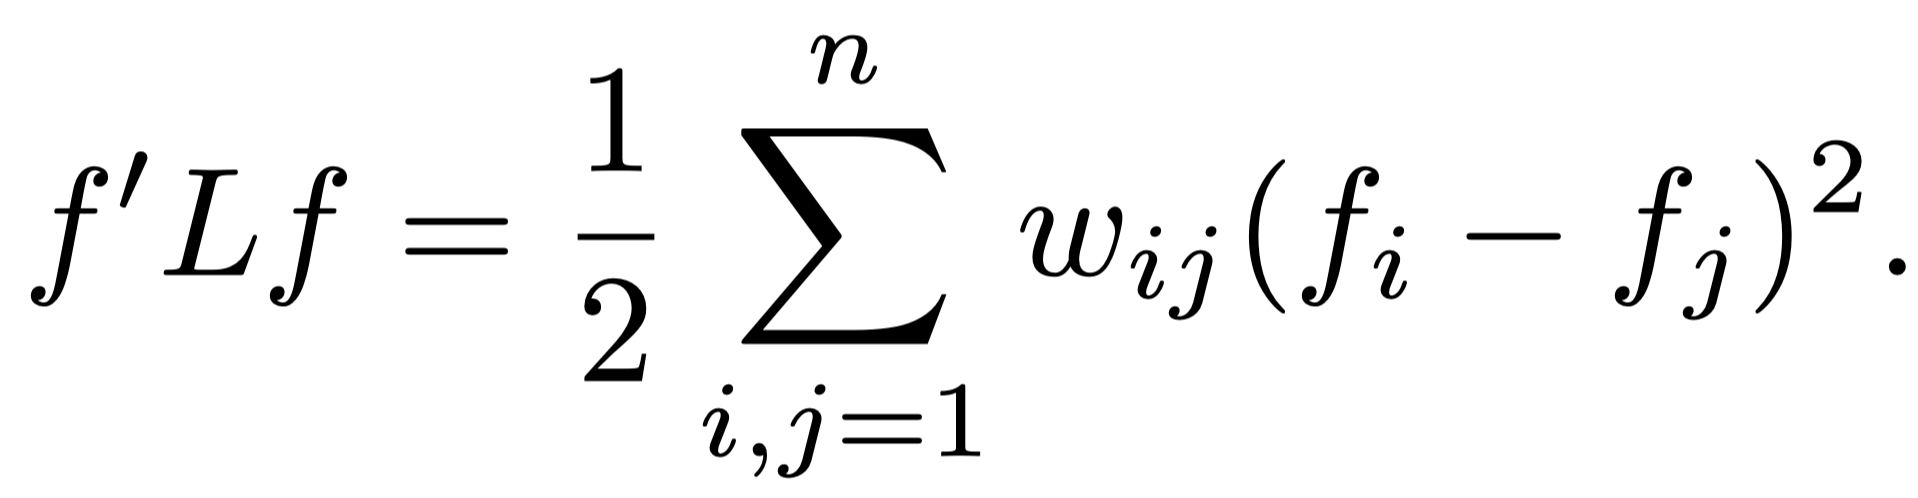 f′Lf = \frac{1}{2} \sum_{i,j=1}^{n} w_{ij}(f_i − f_j)^2.